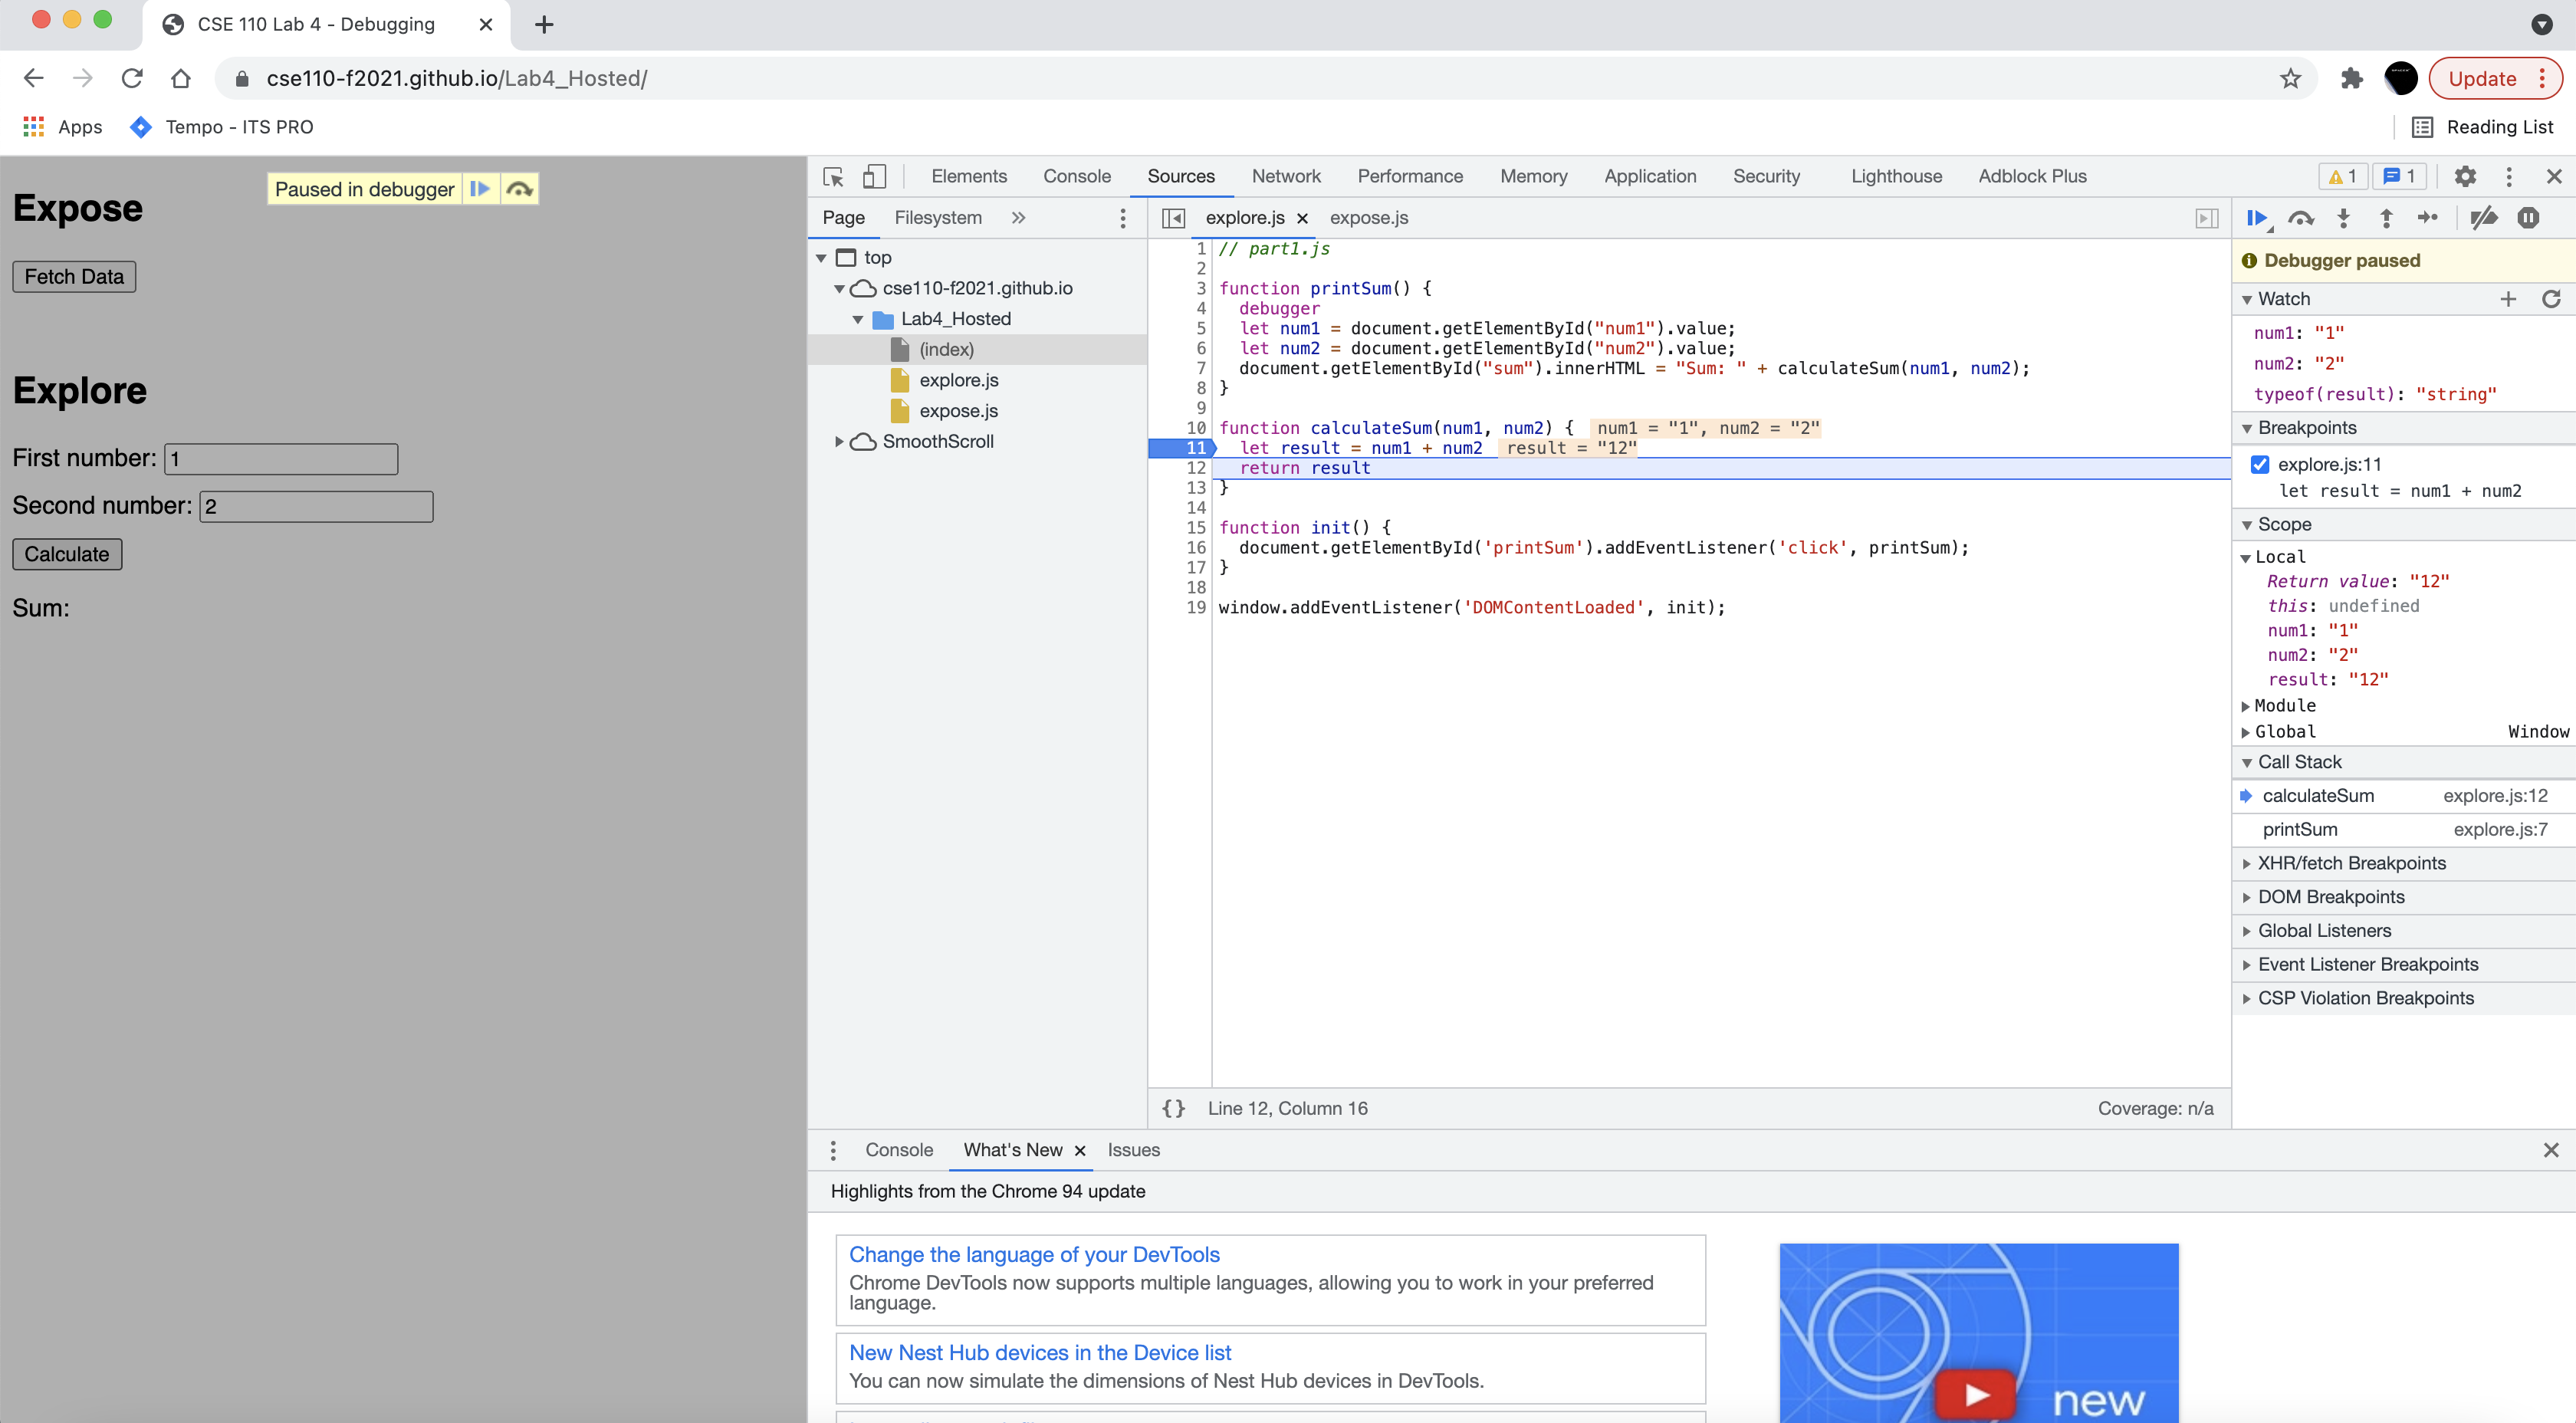 CSE 110 Lab 4 - Debugging
cse110-f2021.github.io/Lab4_Hosted/
Update
Apps
Tempo - ITS PRO
Reading List
Expose
Paused in debugger
Fetch Data
Explore
First number: 1
Second number: 2
Calculate
Sum:
Elements Console Sources Network Performance Memory Application Security Lighthouse Adblock Plus 1 1
Page Filesystem
top
cse110-f2021.github.io
Lab4_Hosted
(index)
explore.js
expose.js
SmoothScroll
explore.js expose.js
1 // part1.js
2
3 function printSum() {
4 debugger
5 let num1 = document.getElementById("num1").value;
6 let num2 = document.getElementById("num2").value;
7 document.getElementById("sum").innerHTML = "Sum: " + calculateSum(num1, num2);
8 }
9
10 function calculateSum(num1, num2) { num1 = "1", num2 = "2"
11 let result = num1 + num2 result = "12"
12 return result
13 }
14
15 function init() {
16 document.getElementById('printSum').addEventListener('click', printSum);
17 }
18
19 window.addEventListener('DOMContentLoaded', init);
{} Line 12, Column 16 Coverage: n/a
Debugger paused
Watch
num1: "1"
num2: "2"
typeof(result): "string"
Breakpoints
explore.js:11
let result = num1 + num2
Scope
Local
Return value: "12"
this: undefined
num1: "1"
num2: "2"
result: "12"
Module
Global Window
Call Stack
calculateSum explore.js:12
printSum explore.js:7
XHR/fetch Breakpoints
DOM Breakpoints
Global Listeners
Event Listener Breakpoints
CSP Violation Breakpoints
Console What's New Issues
Highlights from the Chrome 94 update
Change the language of your DevTools
Chrome DevTools now supports multiple languages, allowing you to work in your preferred
language.
New Nest Hub devices in the Device list
You can now simulate the dimensions of Nest Hub devices in DevTools.
new